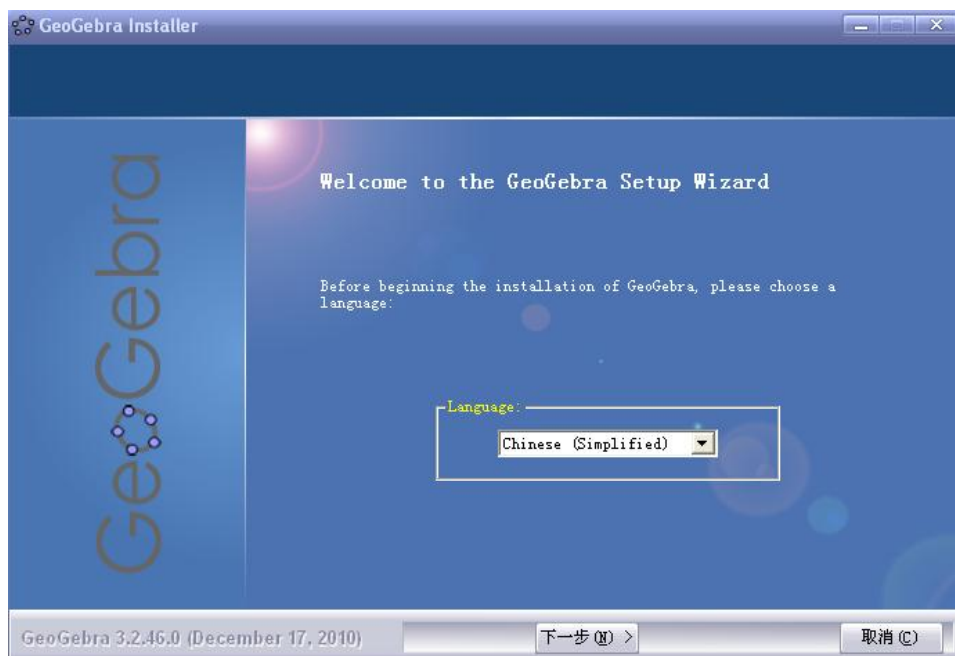 GeoGebra Installer
GeoGebra
Welcome to the GeoGebra Setup Wizard
Before beginning the installation of GeoGebra, please choose a
language:
Language:
Chinese (Simplified)
GeoGebra 3.2.46.0 (December 17, 2010)
下一步(N) >
取消(C)